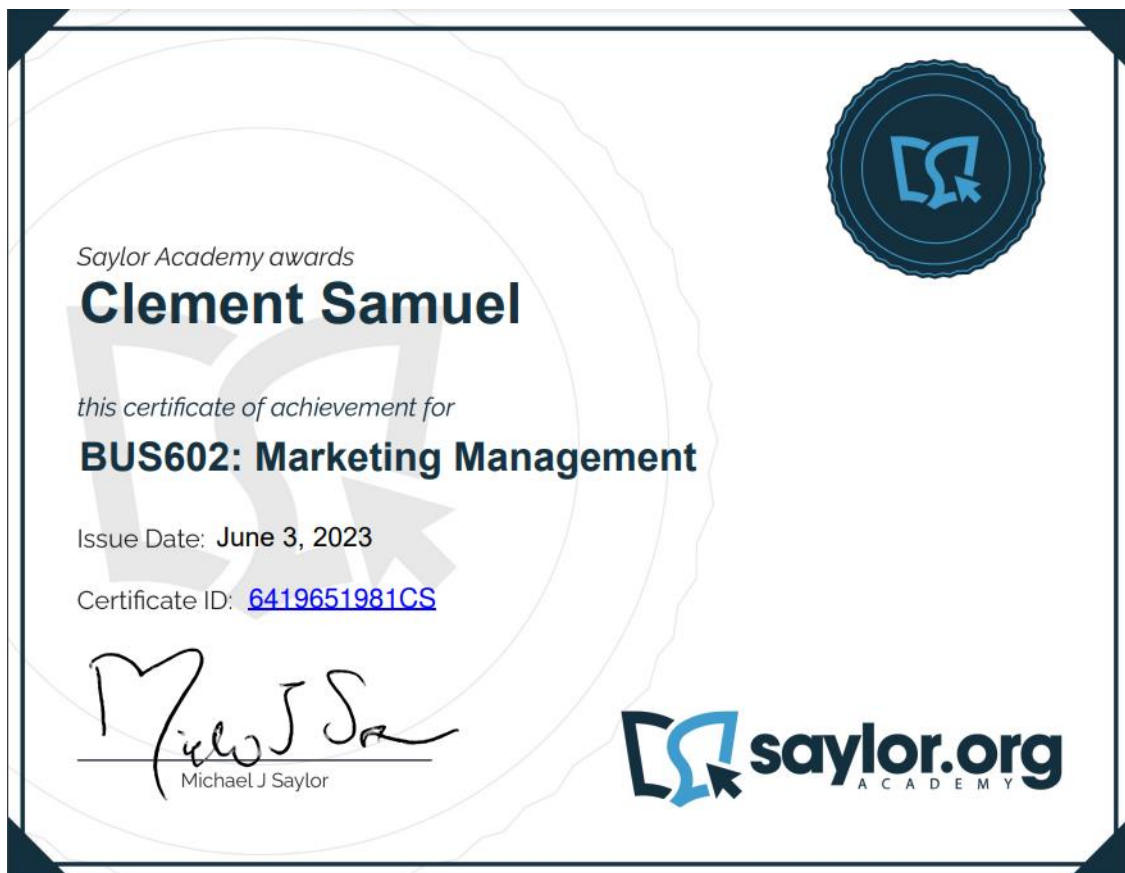 Saylor Academy awards
Clement Samuel
this certificate of achievement for
BUS602: Marketing Management
Issue Date: June 3, 2023
Certificate ID: 6419651981CS
Michael J Saylor
saylor.org
ACADEMY